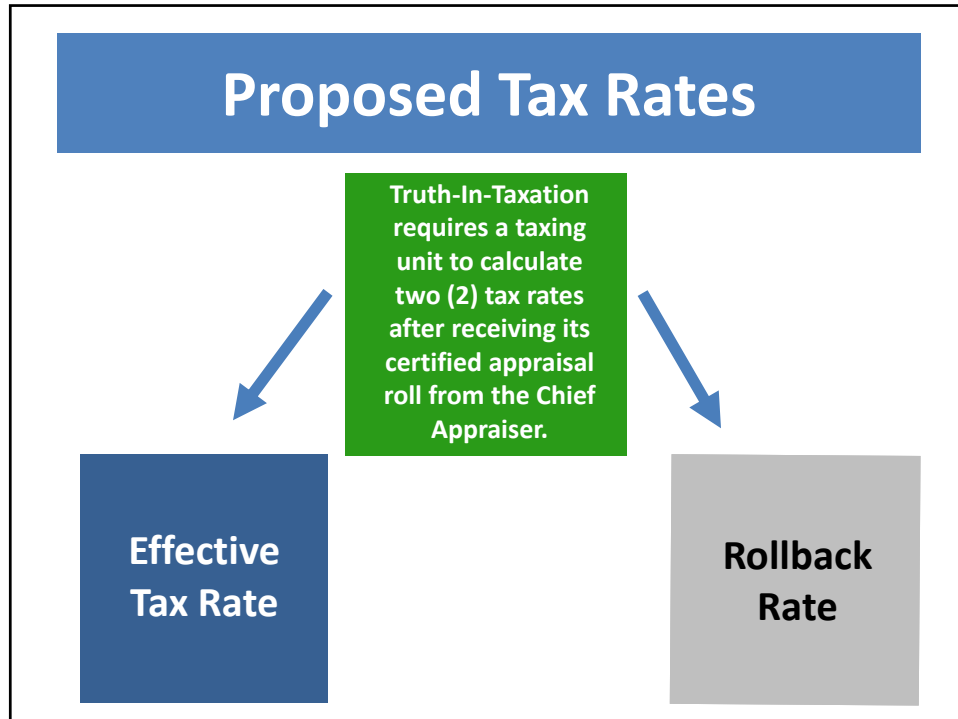 Proposed Tax Rates
Truth-In-Taxation
requires a taxing
unit to calculate
two (2) tax rates
after receiving its
certified appraisal
roll from the Chief
Appraiser.
Effective
Tax Rate
Rollback
Rate